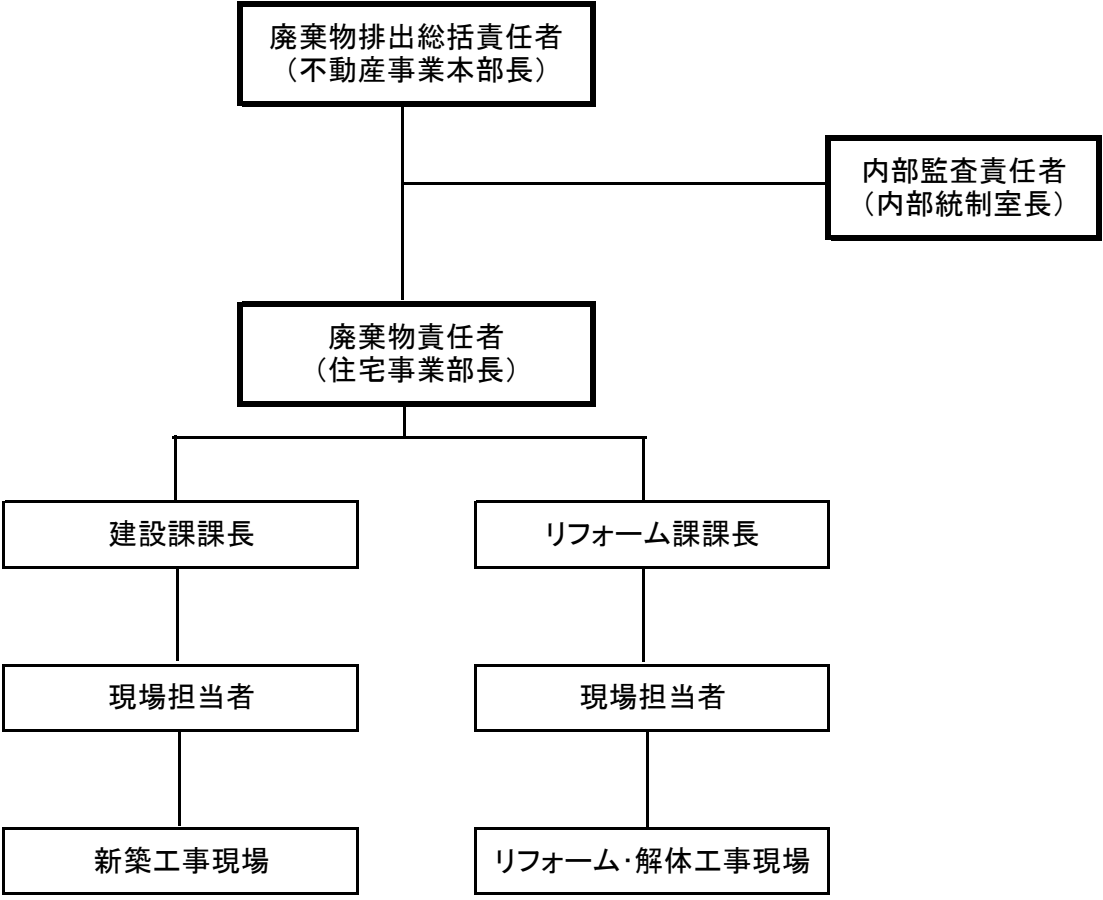 廃棄物排出総括責任者
（不動産事業本部長）
内部監査責任者
（内部統制室長）
廃棄物責任者
（住宅事業部長）
建設課課長
リフォーム課課長
現場担当者
現場担当者
新築工事現場
リフォーム・解体工事現場